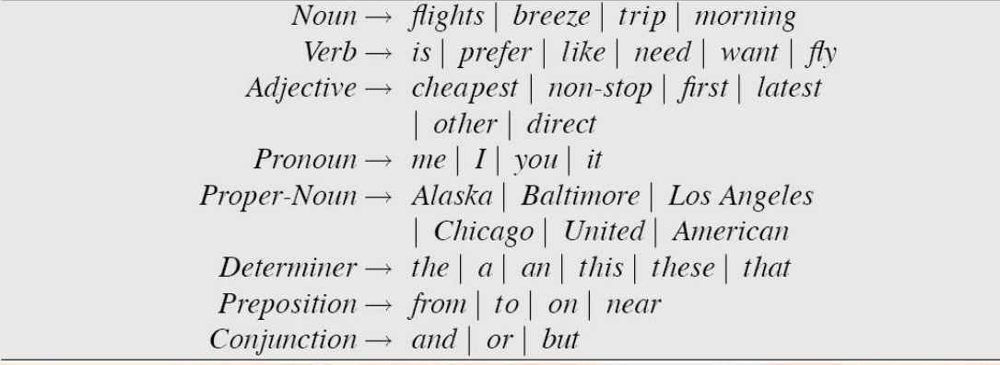 Noun → flights | breeze | trip | morning
Verb → is | prefer | like | need | want | fly
Adjective → cheapest | non-stop | first | latest
| other | direct
Pronoun → me | I | you | it
Proper-Noun → Alaska | Baltimore | Los Angeles
| Chicago | United | American
Determiner → the | a | an | this | these | that
Preposition → from | to | on | near
Conjunction → and | or | but